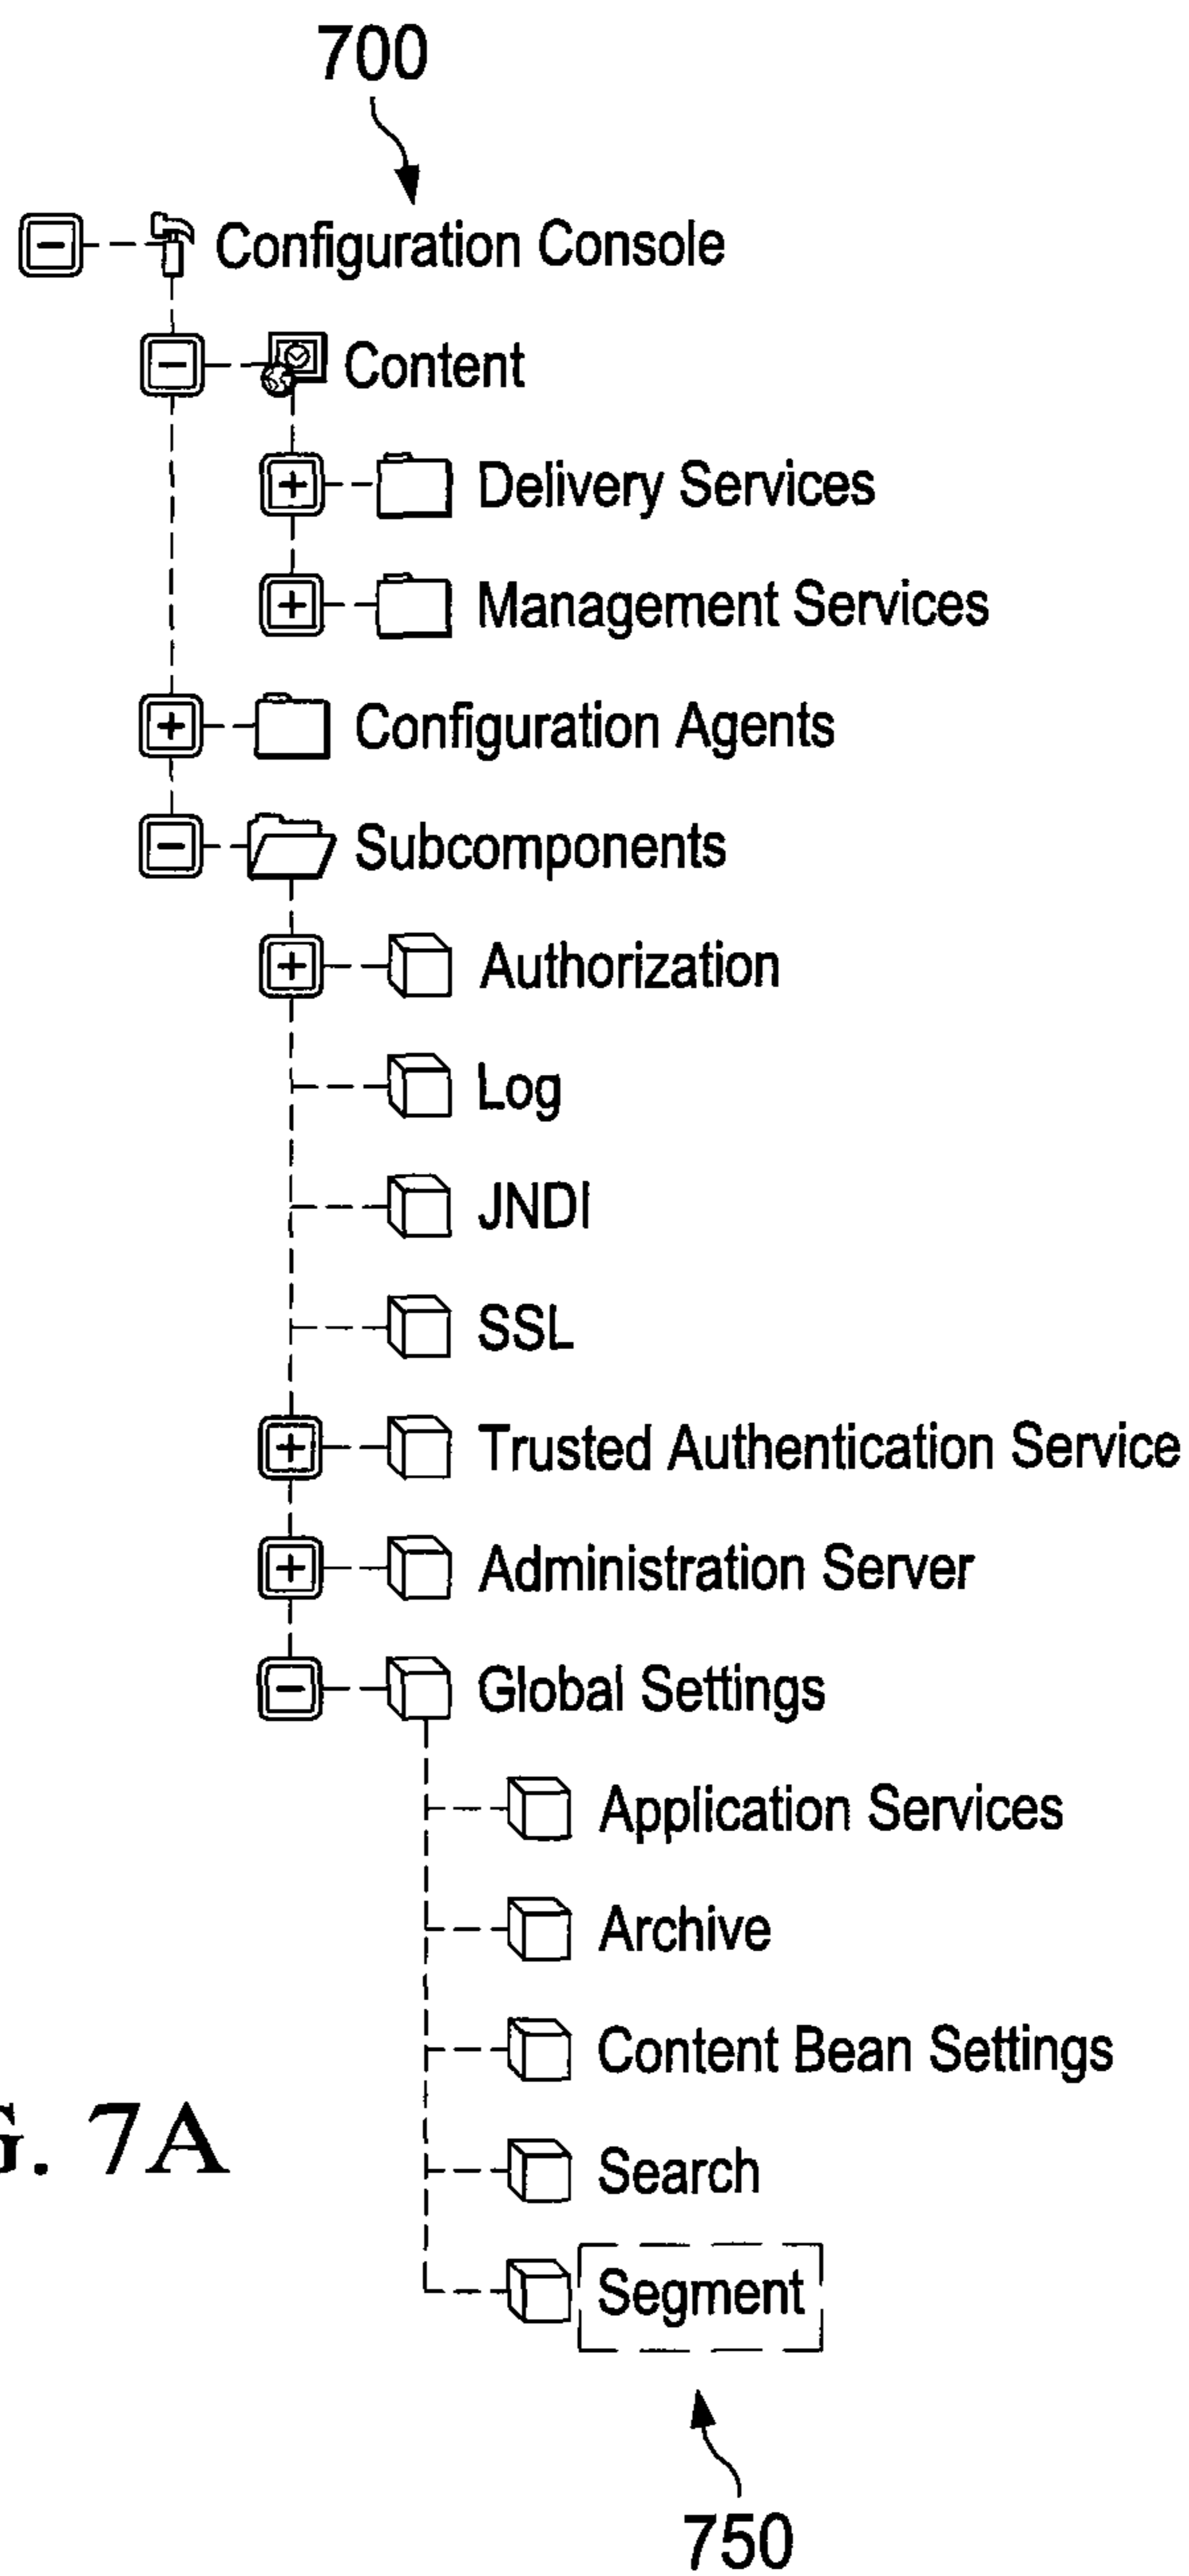 700
Configuration Console
Content
Delivery Services
Management Services
Configuration Agents
Subcomponents
Authorization
Log
JNDI
SSL
Trusted Authentication Service
Administration Server
Global Settings
Application Services
Archive
Content Bean Settings
Search
7A
Segment
750